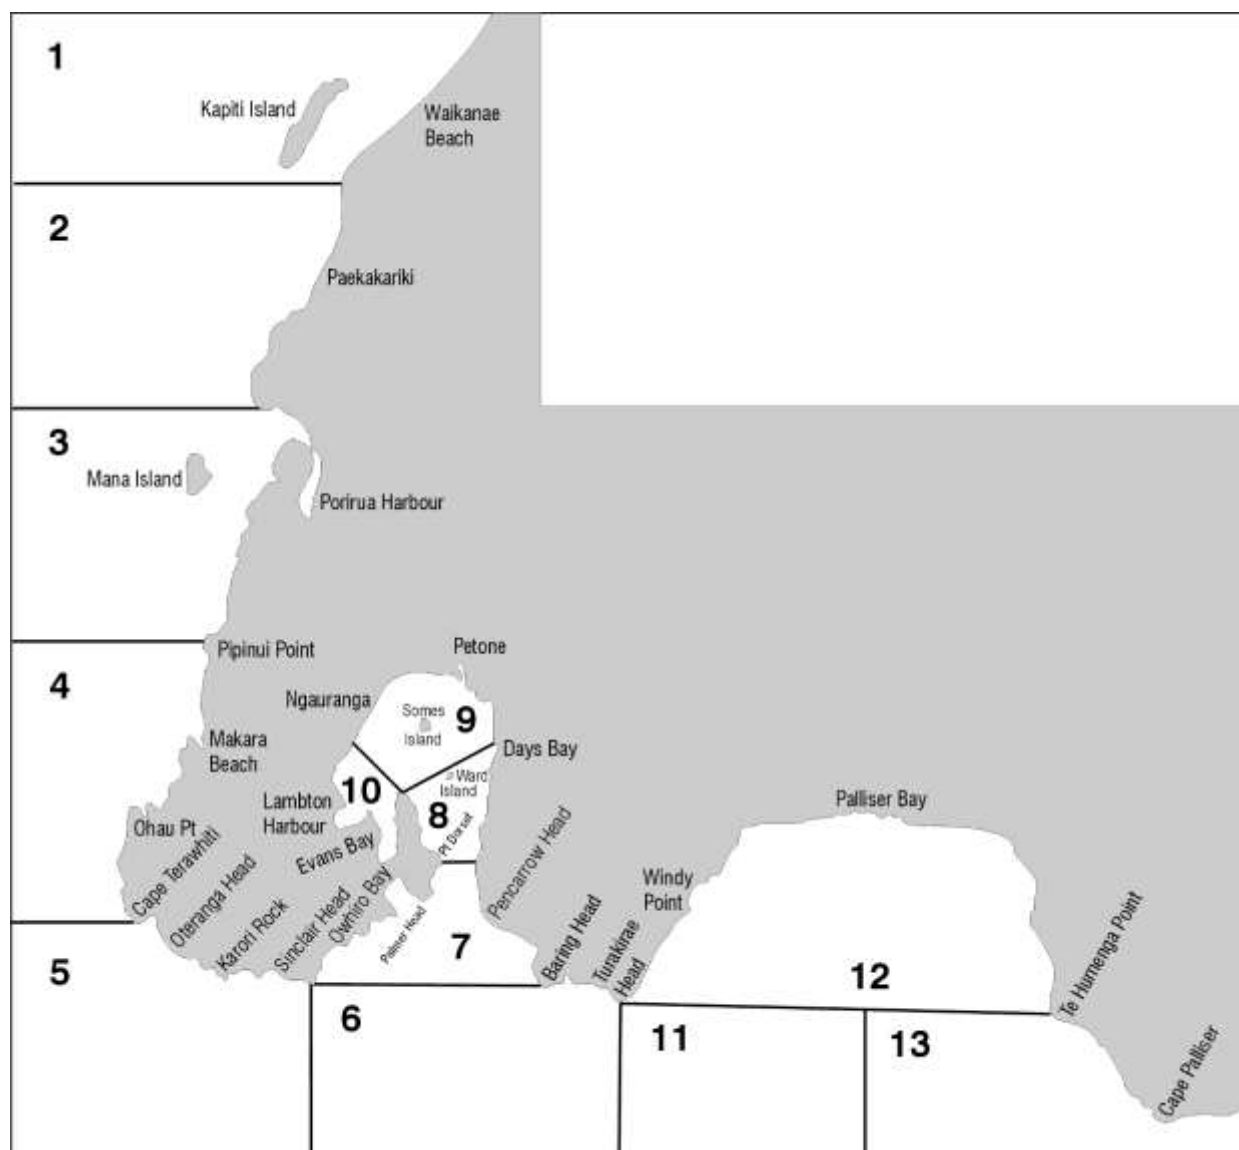 1
Kapiti Island
Waikanae
Beach
2
Paekakariki
3
Mana Island
Porirua Harbour
Pipinui Point
4
Petone
Ngauranga
Somes
Island
9
Makara
Beach
Days Bay
10
Ward
Island
Lambton
Harbour
8
Pt Dorset
Palliser Bay
Ohau Pt
Evans Bay
Cape Terawhiti
Oteranga Head
Karori Rock
Sinclair Head
Owhiro Bay
Palmer Head
Pencarrow Head
Windy
Point
Baring Head
Turakirae
Head
Te Humenga Point
5
7
12
6
11
13
Cape Palliser